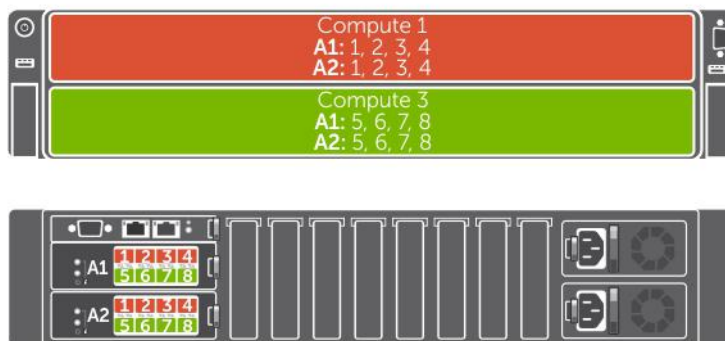 Compute 1
A1: 1, 2, 3, 4
A2: 1, 2, 3, 4
Compute 3
A1: 5, 6, 7, 8
A2: 5, 6, 7, 8
A1 1 2 3 4
5 6 7 8
A2 1 2 3 4
5 6 7 8